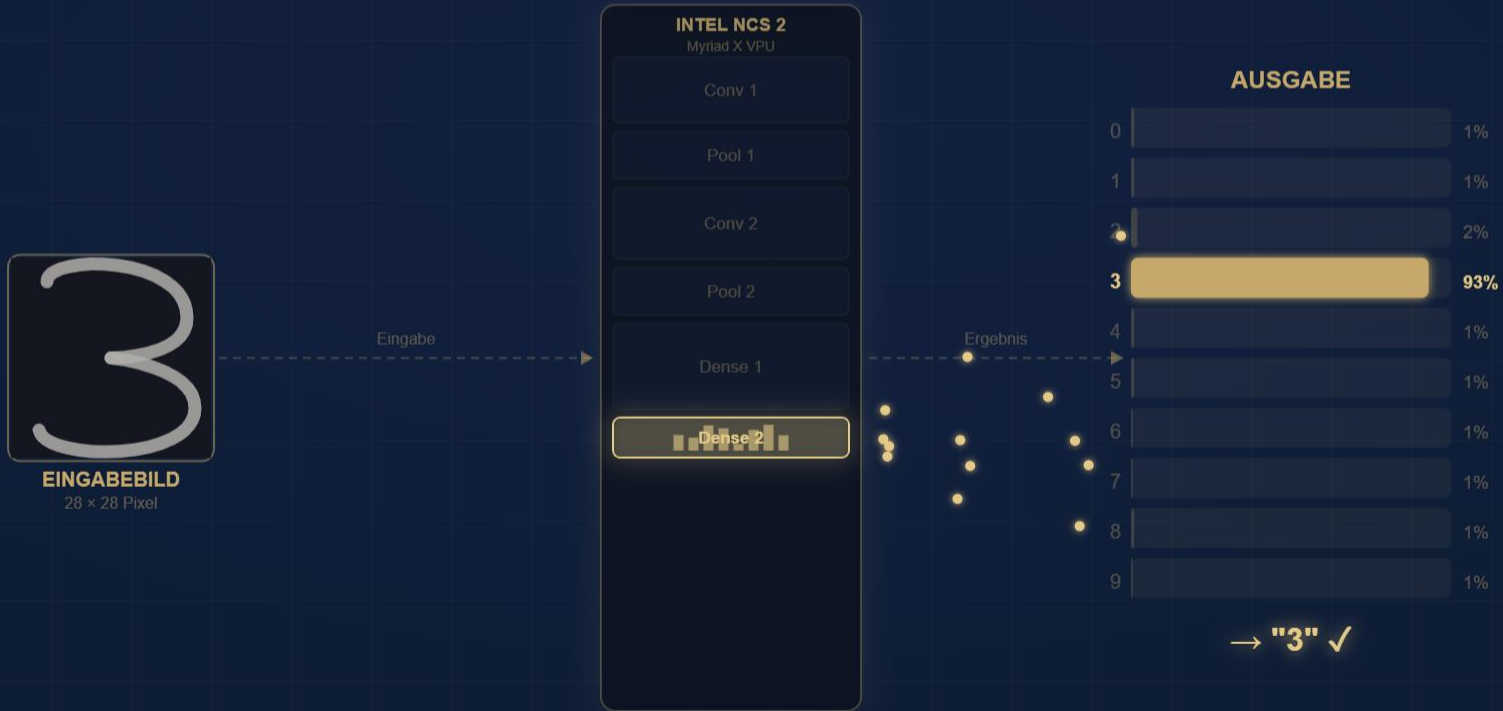 INTEL NCS 2
Myriad X VPU
Conv 1
Pool 1
Conv 2
Pool 2
Dense 1
Dense 2
3
EINGABEBILD
28 × 28 Pixel
Eingabe
Ergebnis
AUSGABE
0 1%
1 1%
2 2%
3 93%
4 1%
5 1%
6 1%
7 1%
8 1%
9 1%
→ "3" ✓